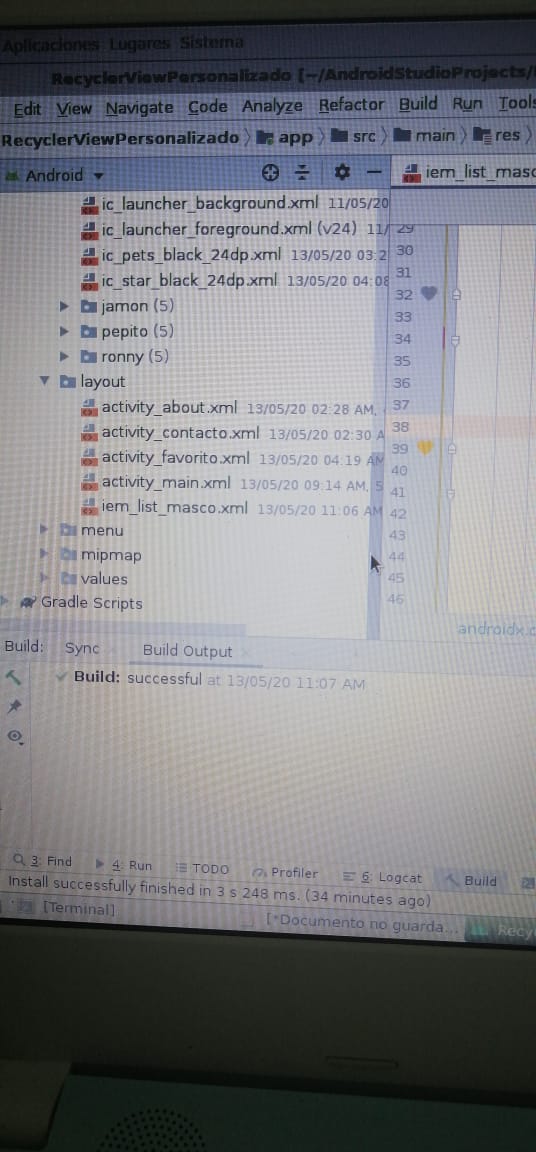 Aplicaciones Lugares Sistema
RecyclerViewPersonalizado [~/AndroidStudioProjects/
Edit View Navigate Code Analyze Refactor Build Run Tools
RecyclerViewPersonalizado app src main res
Android iem_list_masc
ic_launcher_background.xml 11/05/20
ic_launcher_foreground.xml (v24) 11/ 29
ic_pets_black_24dp.xml 13/05/20 03:2 30
ic_star_black_24dp.xml 13/05/20 04:08 31
jamon (5) 32
33
pepito (5) 34
ronny (5) 35
layout 36
activity_about.xml 13/05/20 02:28 AM, 37
activity_contacto.xml 13/05/20 02:30 A 38
activity_favorito.xml 13/05/20 04:19 AM 39
40
activity_main.xml 13/05/20 09:14 AM, 5 41
iem_list_masco.xml 13/05/20 11:06 AM 42
menu 43
mipmap 44
values 45
Gradle Scripts 46
androidx.c
Build: Sync Build Output
Build: successful at 13/05/20 11:07 AM
3: Find 4: Run TODO Profiler 6: Logcat Build
Install successfully finished in 3 s 248 ms. (34 minutes ago)
[Terminal] [*Documento no guarda... Recy